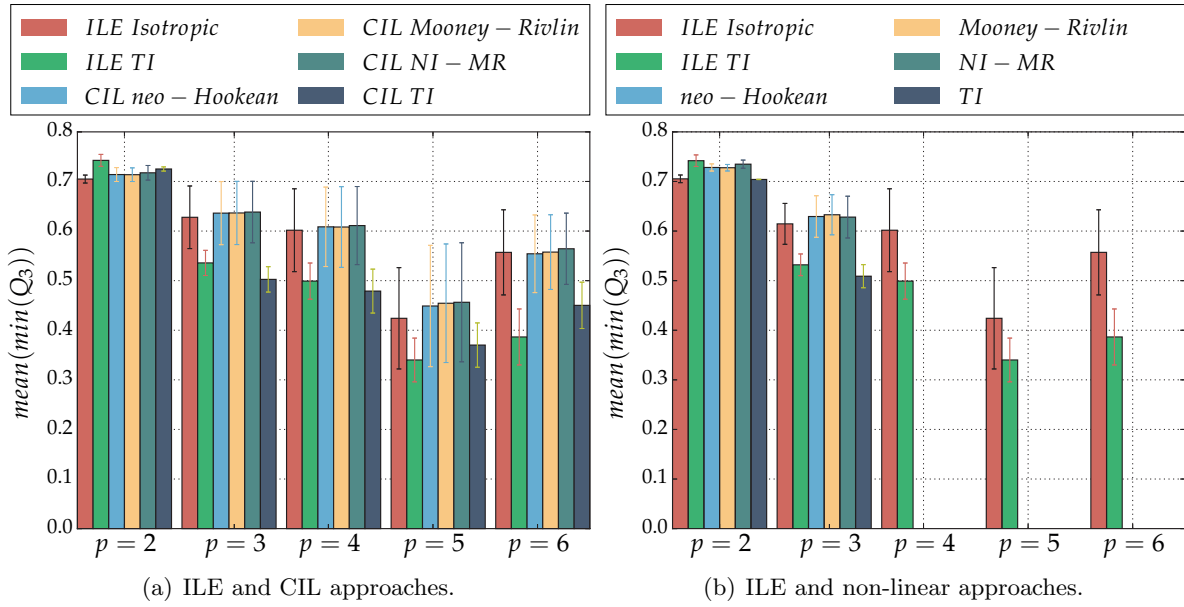 ILE Isotropic
ILE TI
CIL neo − Hookean
CIL Mooney − Rivlin
CIL NI − MR
CIL TI
mean(min(Q₃))
0.8
0.7
0.6
0.5
0.4
0.3
0.2
0.1
0.0
p = 2 p = 3 p = 4 p = 5 p = 6
(a) ILE and CIL approaches.
ILE Isotropic
ILE TI
neo − Hookean
Mooney − Rivlin
NI − MR
TI
mean(min(Q₃))
0.8
0.7
0.6
0.5
0.4
0.3
0.2
0.1
0.0
p = 2 p = 3 p = 4 p = 5 p = 6
(b) ILE and non-linear approaches.